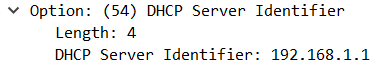 Option: (54) DHCP Server Identifier
Length: 4
DHCP Server Identifier: 192.168.1.1